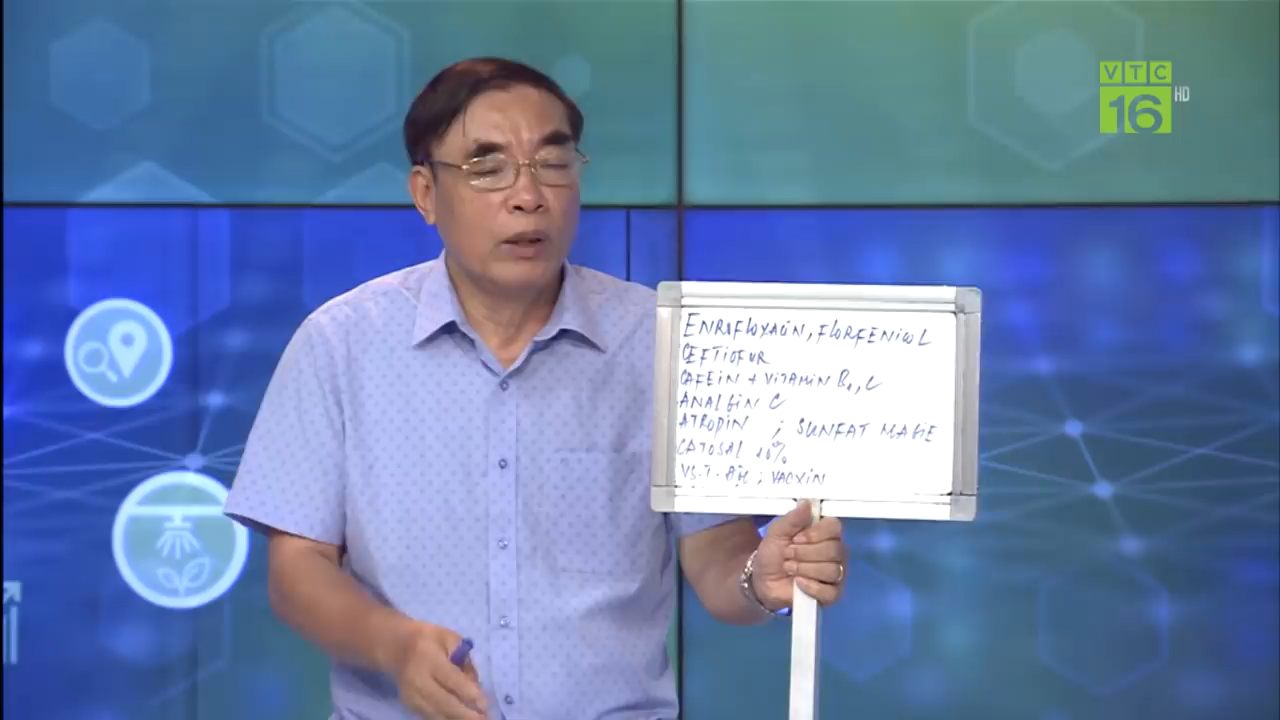 VTC
16 HD
ENROFLOXACIN, FLORFENICOL
CEFTIOFUR
CAFEIN + VITAMIN B1, C
ANALGIN C
ATROPIN ; SUNFAT MAGIE
CATOSAL 10%
VS.T. ĐỘC ; VACXIN